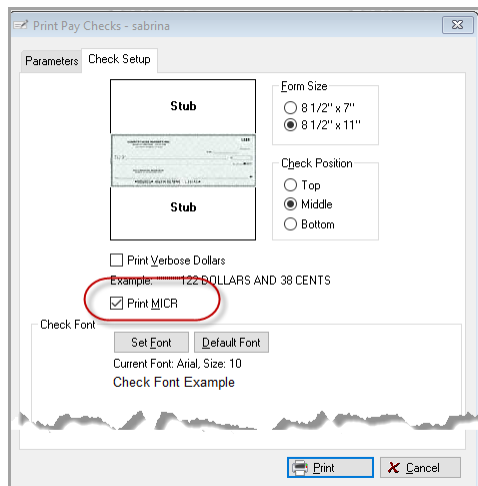 Print Pay Checks - sabrina
Parameters
Check Setup
Stub
Stub
Form Size
8 1/2" x 7"
8 1/2" x 11"
Check Position
Top
Middle
Bottom
Print Verbose Dollars
Example: 122 DOLLARS AND 38 CENTS
Print MICR
Check Font
Set Font
Default Font
Current Font: Arial, Size: 10
Check Font Example
Print
Cancel